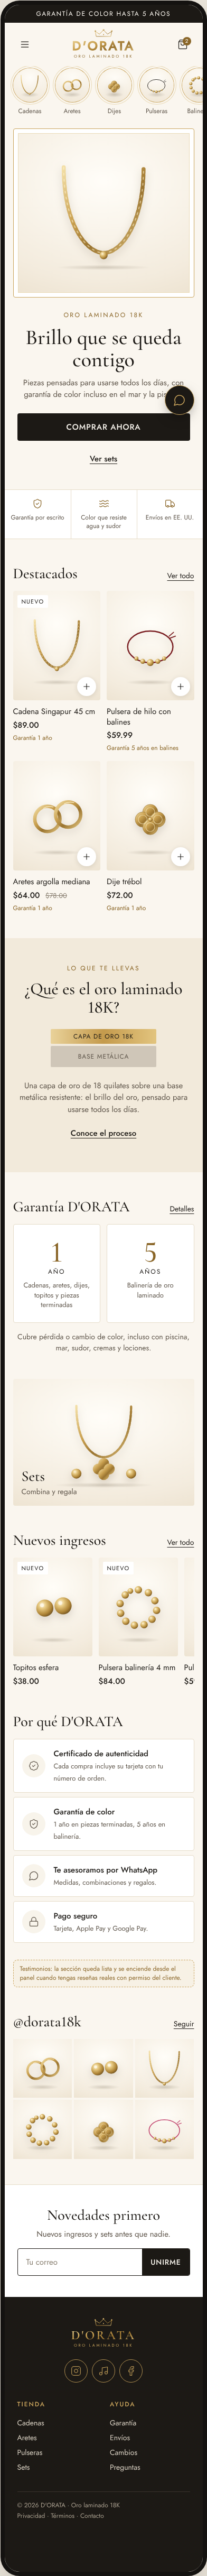 GARANTÍA DE COLOR HASTA 5 AÑOS
D'ORATA
ORO LAMINADO 18K
2
Cadenas
Aretes
Dijes
Pulseras
Baline
ORO LAMINADO 18K
Brillo que se queda
contigo
Piezas pensadas para usarse todos los días, con
garantía de color incluso en el mar y la pis
COMPRAR AHORA
Ver sets
Garantía por escrito
Color que resiste
agua y sudor
Envíos en EE. UU.
Destacados
Ver todo
NUEVO
Cadena Singapur 45 cm
$89.00
Garantía 1 año
Pulsera de hilo con
balines
$59.99
Garantía 5 años en balines
Aretes argolla mediana
$64.00 $78.00
Garantía 1 año
Dije trébol
$72.00
Garantía 1 año
LO QUE TE LLEVAS
¿Qué es el oro laminado
18K?
CAPA DE ORO 18K
BASE METÁLICA
Una capa de oro de 18 quilates sobre una base
metálica resistente: el brillo del oro, pensado para
usarse todos los días.
Conoce el proceso
Garantía D'ORATA
Detalles
1
AÑO
Cadenas, aretes, dijes,
topitos y piezas
terminadas
5
AÑOS
Balinería de oro
laminado
Cubre pérdida o cambio de color, incluso con piscina,
mar, sudor, cremas y lociones.
Sets
Combina y regala
Nuevos ingresos
Ver todo
NUEVO
Topitos esfera
$38.00
NUEVO
Pulsera balinería 4 mm
$84.00
Pul
$5
Por qué D'ORATA
Certificado de autenticidad
Cada compra incluye su tarjeta con tu
número de orden.
Garantía de color
1 año en piezas terminadas, 5 años en
balinería.
Te asesoramos por WhatsApp
Medidas, combinaciones y regalos.
Pago seguro
Tarjeta, Apple Pay y Google Pay.
Testimonios: la sección queda lista y se enciende desde el
panel cuando tengas reseñas reales con permiso del cliente.
@dorata18k
Seguir
Novedades primero
Nuevos ingresos y sets antes que nadie.
Tu correo
UNIRME
D'ORATA
ORO LAMINADO 18K
TIENDA
Cadenas
Aretes
Pulseras
Sets
AYUDA
Garantía
Envíos
Cambios
Preguntas
© 2026 D'ORATA · Oro laminado 18K
Privacidad · Términos · Contacto